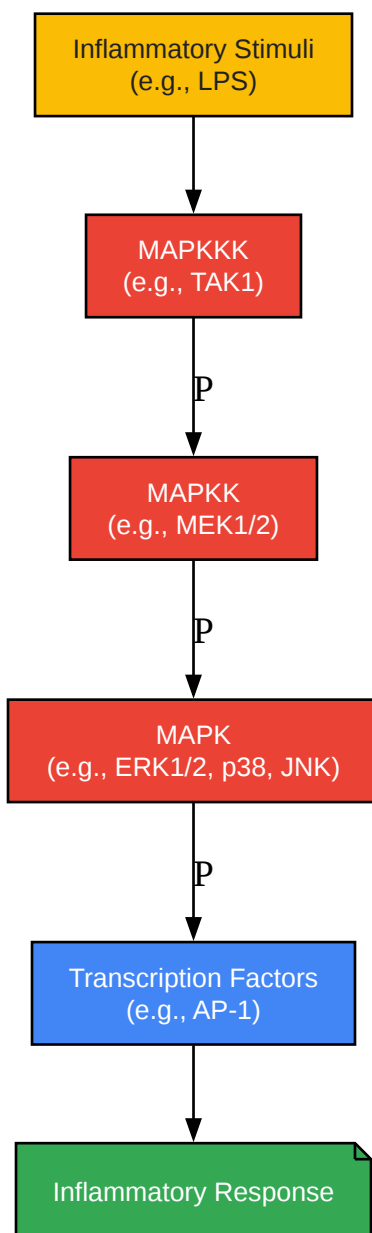 Inflammatory Stimuli
(e.g., LPS)
MAPKKK
(e.g., TAK1)
P
MAPKK
(e.g., MEK1/2)
P
MAPK
(e.g., ERK1/2, p38, JNK)
P
Transcription Factors
(e.g., AP-1)
Inflammatory Response